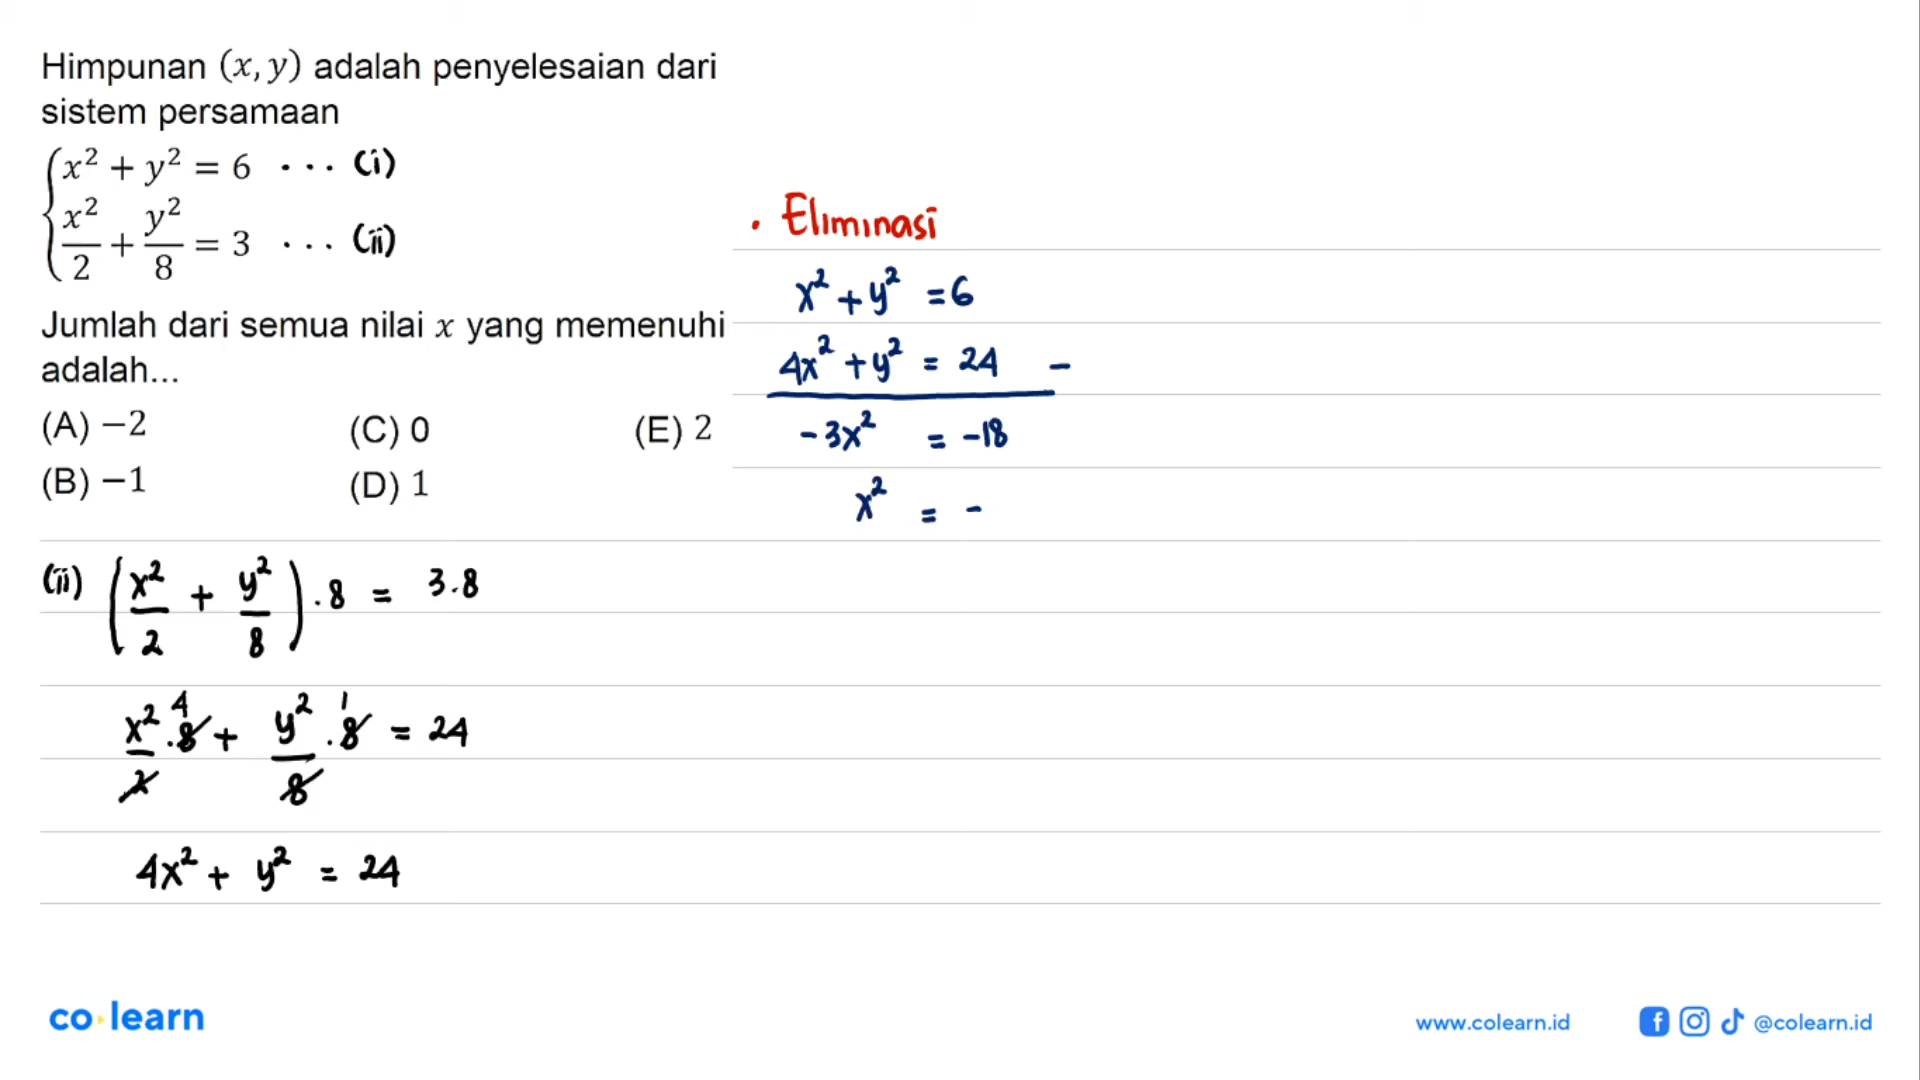 Himpunan (x, y) adalah penyelesaian dari
sistem persamaan
x² + y² = 6 ... (i)
x²/2 + y²/8 = 3 ... (ii)
Jumlah dari semua nilai x yang memenuhi
adalah...
(A) −2 (C) 0 (E) 2
(B) −1 (D) 1
(ii) (x²/2 + y²/8) . 8 = 3.8
x²/2 . 8 4 + y²/8 . 8 1 = 24
4x² + y² = 24
• Eliminasi
x² + y² = 6
4x² + y² = 24 −
-3x² = -18
x² = -
co learn
www.colearn.id @colearn.id